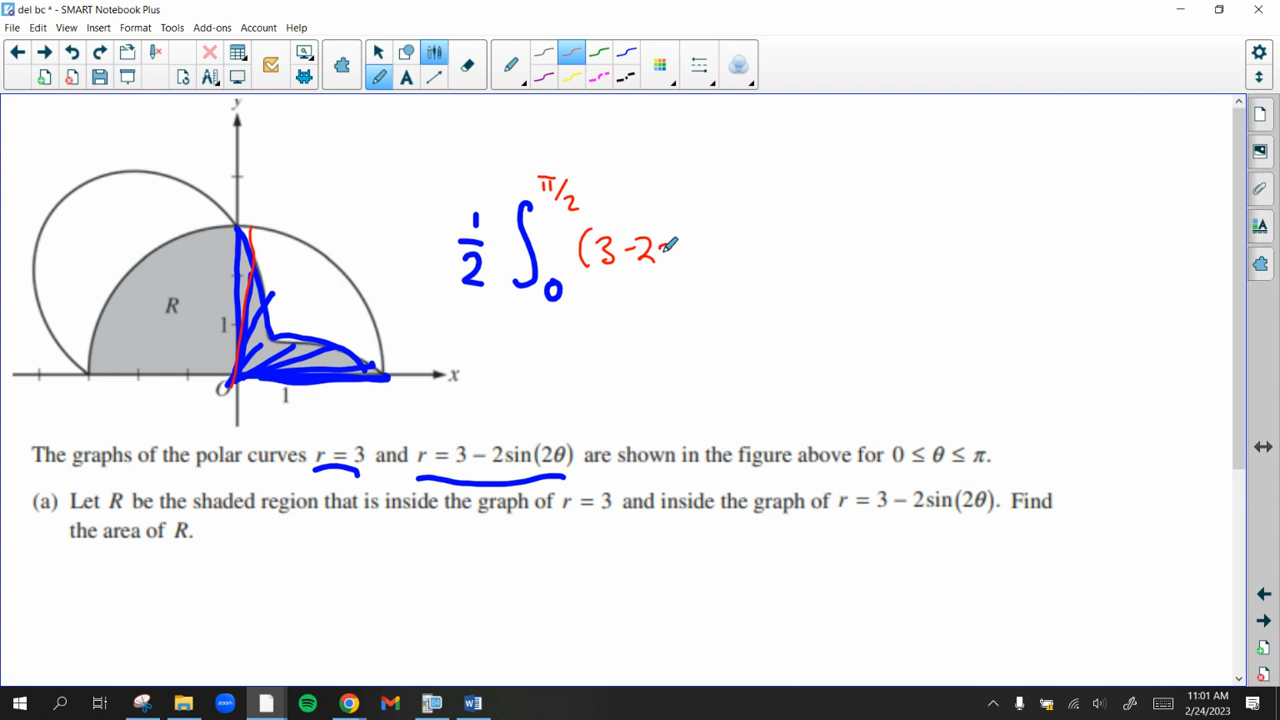 del bc * - SMART Notebook Plus
File Edit View Insert Format Tools Add-ons Account Help
y
R
1
O
1
x
1/2 ∫ 0 π/2 (3-2
The graphs of the polar curves r = 3 and r = 3 − 2sin(2θ) are shown in the figure above for 0 ≤ θ ≤ π.
(a) Let R be the shaded region that is inside the graph of r = 3 and inside the graph of r = 3 − 2sin(2θ). Find
the area of R.
11:01 AM
2/24/2023